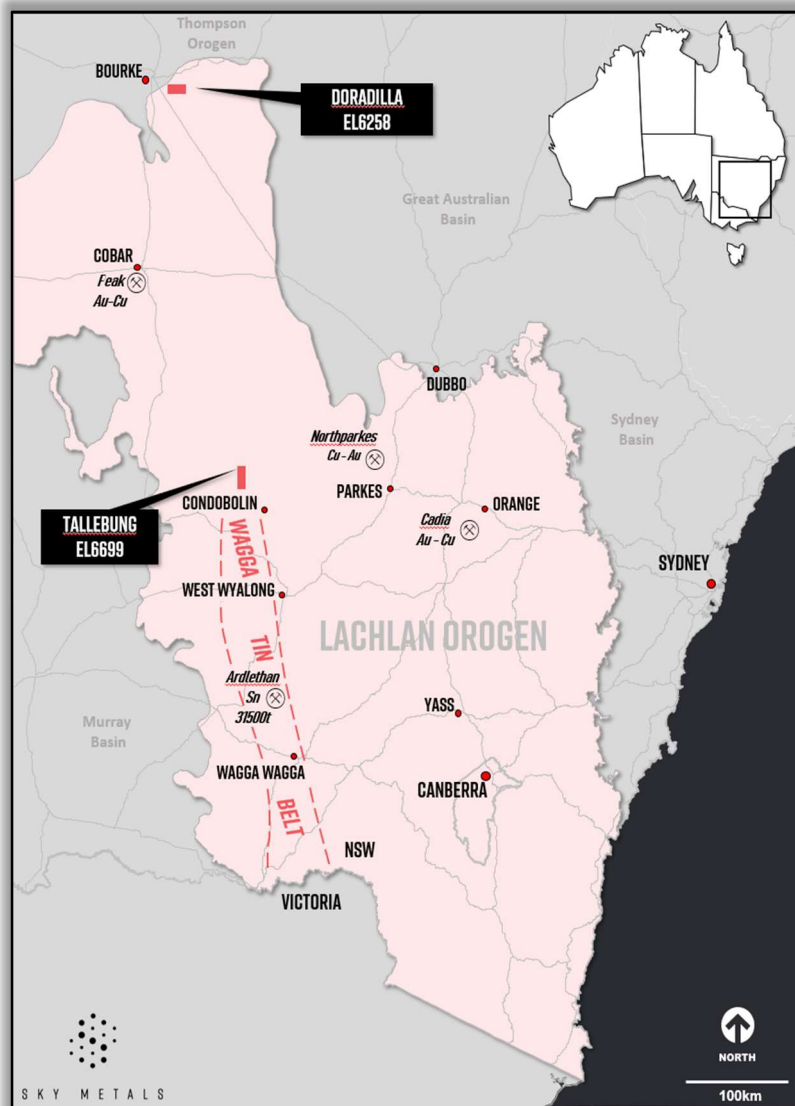 Thompson
Orogen
BOURKE
DORADILLA
EL6258
Great Australian
Basin
COBAR
Feak
Au-Cu
DUBBO
Sydney
Basin
Northparkes
Cu - Au
PARKES
ORANGE
CONDOBOLIN
Cadia
Au - Cu
TALLEBUNG
EL6699
SYDNEY
WAGGA
WEST WYALONG
TIN
LACHLAN OROGEN
Ardlethan
Sn
31500t
YASS
Murray
Basin
WAGGA WAGGA
CANBERRA
BELT
NSW
VICTORIA
NORTH
SKY METALS
100km